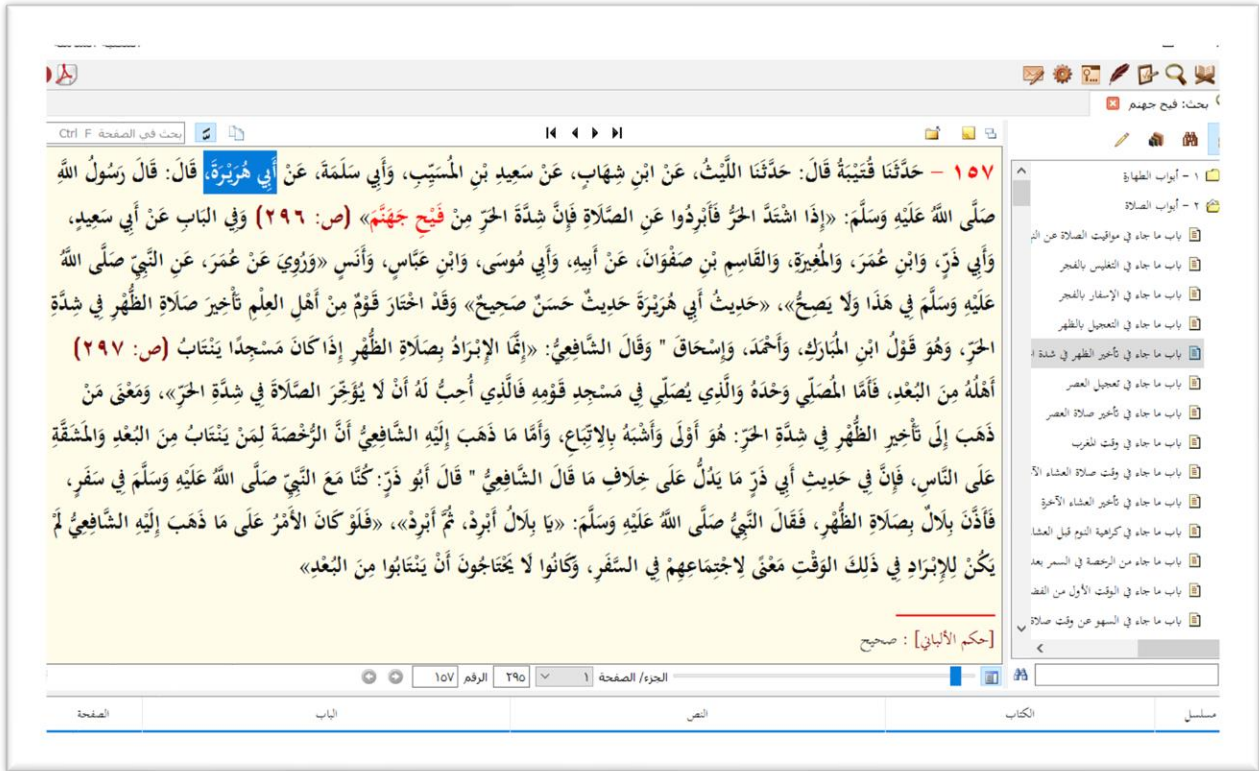 بحث: فيح جهنم
بحث في الصفحة Ctrl F
١ - أبواب الطهارة
٢ - أبواب الصلاة
باب ما جاء في مواقيت الصلاة عن الن
باب ما جاء في التغليس بالفجر
باب ما جاء في الإسفار بالفجر
باب ما جاء في التعجيل بالظهر
باب ما جاء في تأخير الظهر في شدة ا
باب ما جاء في تعجيل العصر
باب ما جاء في تأخير صلاة العصر
باب ما جاء في وقت المغرب
باب ما جاء في وقت صلاة العشاء الآ
باب ما جاء في تأخير العشاء الآخرة
باب ما جاء في كراهية النوم قبل العشا
باب ما جاء من الرخصة في السمر بعد
باب ما جاء في الوقت الأول من الفض
باب ما جاء في السهو عن وقت صلاة
١٥٧ - حَدَّثَنَا قُتَيْبَةُ قَالَ: حَدَّثَنَا اللَّيْثُ، عَنْ ابْنِ شِهَابٍ، عَنْ سَعِيدِ بْنِ المُسَيِّبِ، وَأَبِي سَلَمَةَ، عَنْ أَبِي هُرَيْرَةَ، قَالَ: قَالَ رَسُولُ اللَّهِ
صَلَّى اللَّهُ عَلَيْهِ وَسَلَّمَ: «إِذَا اشْتَدَّ الحَرُّ فَأَبْرِدُوا عَنِ الصَّلَاةِ فَإِنَّ شِدَّةَ الحَرِّ مِنْ فَيْحِ جَهَنَّمَ» (ص: ٢٩٦) وَفِي البَابِ عَنْ أَبِي سَعِيدٍ،
وَأَبِي ذَرٍّ، وَابْنِ عُمَرَ، وَالمُغِيرَةِ، وَالقَاسِمِ بْنِ صَفْوَانَ، عَنْ أَبِيهِ، وَأَبِي مُوسَى، وَابْنِ عَبَّاسٍ، وَأَنَسٍ «وَرُوِيَ عَنْ عُمَرَ، عَنِ النَّبِيِّ صَلَّى اللَّهُ
عَلَيْهِ وَسَلَّمَ فِي هَذَا وَلَا يَصِحُّ»، «حَدِيثُ أَبِي هُرَيْرَةَ حَدِيثٌ حَسَنٌ صَحِيحٌ» وَقَدْ اخْتَارَ قَوْمٌ مِنْ أَهْلِ العِلْمِ تَأْخِيرَ صَلَاةِ الظُّهْرِ فِي شِدَّةِ
الحَرِّ، وَهُوَ قَوْلُ ابْنِ المُبَارَكِ، وَأَحْمَدَ، وَإِسْحَاقَ " وَقَالَ الشَّافِعِيُّ: «إِنَّمَا الإِبْرَادُ بِصَلَاةِ الظُّهْرِ إِذَا كَانَ مَسْجِدًا يَنْتَابُ (ص: ٢٩٧)
أَهْلُهُ مِنَ البُعْدِ، فَأَمَّا المُصَلِّي وَحْدَهُ وَالَّذِي يُصَلِّي فِي مَسْجِدِ قَوْمِهِ فَالَّذِي أُحِبُّ لَهُ أَنْ لَا يُؤَخِّرَ الصَّلَاةَ فِي شِدَّةِ الحَرِّ»، وَمَعْنَى مَنْ
ذَهَبَ إِلَى تَأْخِيرِ الظُّهْرِ فِي شِدَّةِ الحَرِّ: هُوَ أَوْلَى وَأَشْبَهُ بِالِاتِّبَاعِ، وَأَمَّا مَا ذَهَبَ إِلَيْهِ الشَّافِعِيُّ أَنَّ الرُّخْصَةَ لِمَنْ يَنْتَابُ مِنَ البُعْدِ وَالمَشَقَّةِ
عَلَى النَّاسِ، فَإِنَّ فِي حَدِيثِ أَبِي ذَرٍّ مَا يَدُلُّ عَلَى خِلَافِ مَا قَالَ الشَّافِعِيُّ " قَالَ أَبُو ذَرٍّ: كُنَّا مَعَ النَّبِيِّ صَلَّى اللَّهُ عَلَيْهِ وَسَلَّمَ فِي سَفَرٍ،
فَأَذَّنَ بِلَالٌ بِصَلَاةِ الظُّهْرِ، فَقَالَ النَّبِيُّ صَلَّى اللَّهُ عَلَيْهِ وَسَلَّمَ: «يَا بِلَالُ أَبْرِدْ، ثُمَّ أَبْرِدْ»، «فَلَوْ كَانَ الأَمْرُ عَلَى مَا ذَهَبَ إِلَيْهِ الشَّافِعِيُّ لَمْ
يَكُنْ لِلإِبْرَادِ فِي ذَلِكَ الوَقْتِ مَعْنًى لِاجْتِمَاعِهِمْ فِي السَّفَرِ، وَكَانُوا لَا يَحْتَاجُونَ أَنْ يَنْتَابُوا مِنَ البُعْدِ»
[حكم الألباني] : صحيح
الجزء/ الصفحة ١ ٢٩٥ الرقم ١٥٧
مسلسل الكتاب النص الباب الصفحة